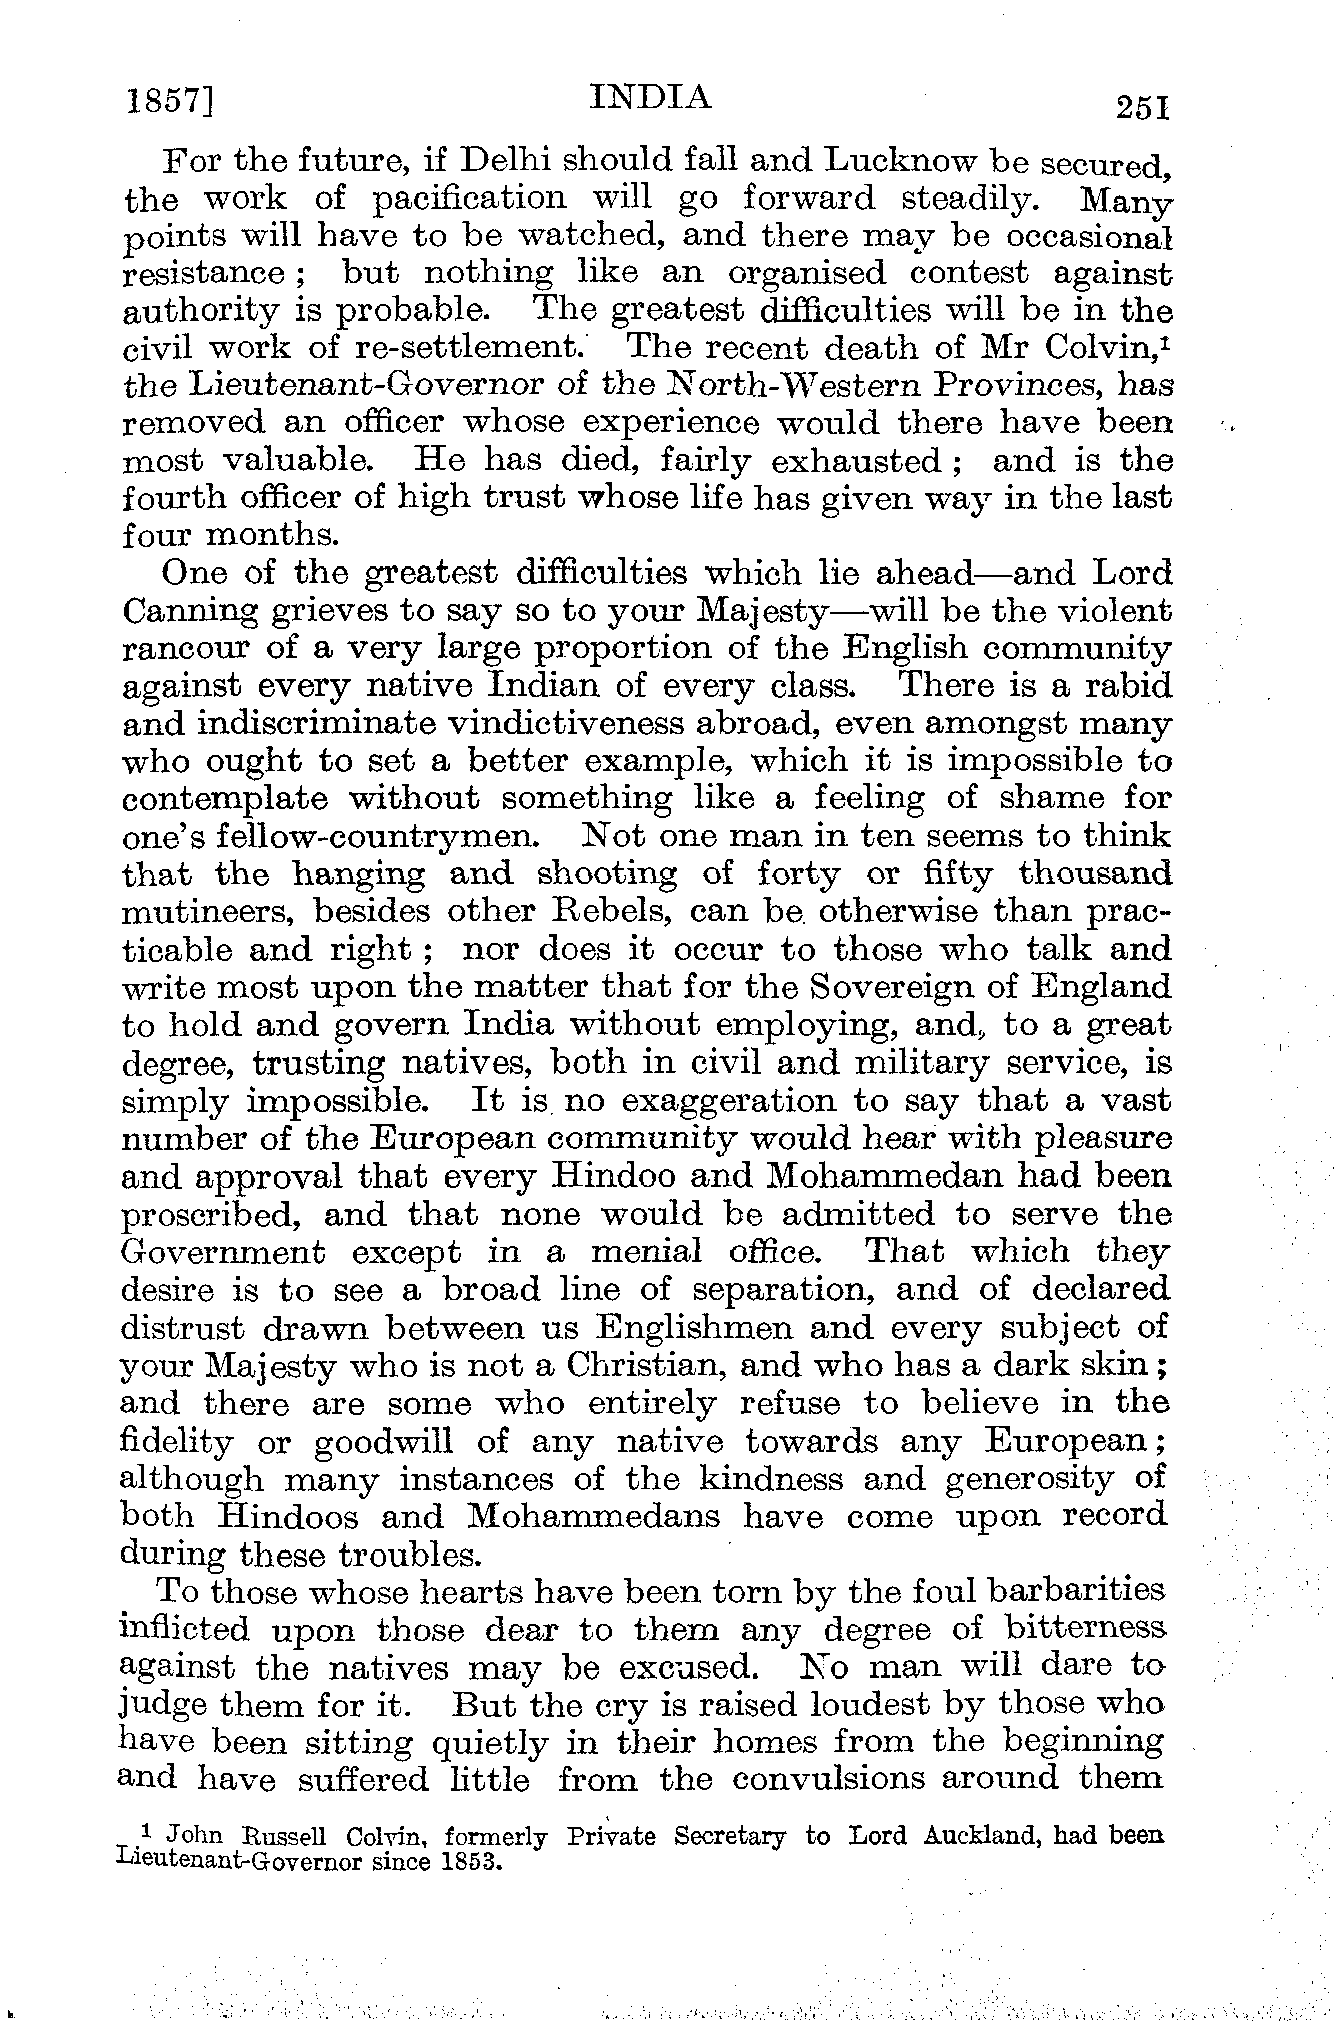 1857] INDIA 251
For the future, if Delhi should fall and Lucknow be secured,
the work of pacification will go forward steadily. Many
points will have to be watched, and there may be occasional
resistance ; but nothing like an organised contest against
authority is probable. The greatest difficulties will be in the
civil work of re-settlement. The recent death of Mr Colvin,¹
the Lieutenant-Governor of the North-Western Provinces, has
removed an officer whose experience would there have been
most valuable. He has died, fairly exhausted ; and is the
fourth officer of high trust whose life has given way in the last
four months.
One of the greatest difficulties which lie ahead—and Lord
Canning grieves to say so to your Majesty—will be the violent
rancour of a very large proportion of the English community
against every native Indian of every class. There is a rabid
and indiscriminate vindictiveness abroad, even amongst many
who ought to set a better example, which it is impossible to
contemplate without something like a feeling of shame for
one's fellow-countrymen. Not one man in ten seems to think
that the hanging and shooting of forty or fifty thousand
mutineers, besides other Rebels, can be otherwise than prac-
ticable and right ; nor does it occur to those who talk and
write most upon the matter that for the Sovereign of England
to hold and govern India without employing, and, to a great
degree, trusting natives, both in civil and military service, is
simply impossible. It is no exaggeration to say that a vast
number of the European community would hear with pleasure
and approval that every Hindoo and Mohammedan had been
proscribed, and that none would be admitted to serve the
Government except in a menial office. That which they
desire is to see a broad line of separation, and of declared
distrust drawn between us Englishmen and every subject of
your Majesty who is not a Christian, and who has a dark skin ;
and there are some who entirely refuse to believe in the
fidelity or goodwill of any native towards any European ;
although many instances of the kindness and generosity of
both Hindoos and Mohammedans have come upon record
during these troubles.
To those whose hearts have been torn by the foul barbarities
inflicted upon those dear to them any degree of bitterness
against the natives may be excused. No man will dare to
judge them for it. But the cry is raised loudest by those who
have been sitting quietly in their homes from the beginning
and have suffered little from the convulsions around them
¹ John Russell Colvin, formerly Private Secretary to Lord Auckland, had been
Lieutenant-Governor since 1853.